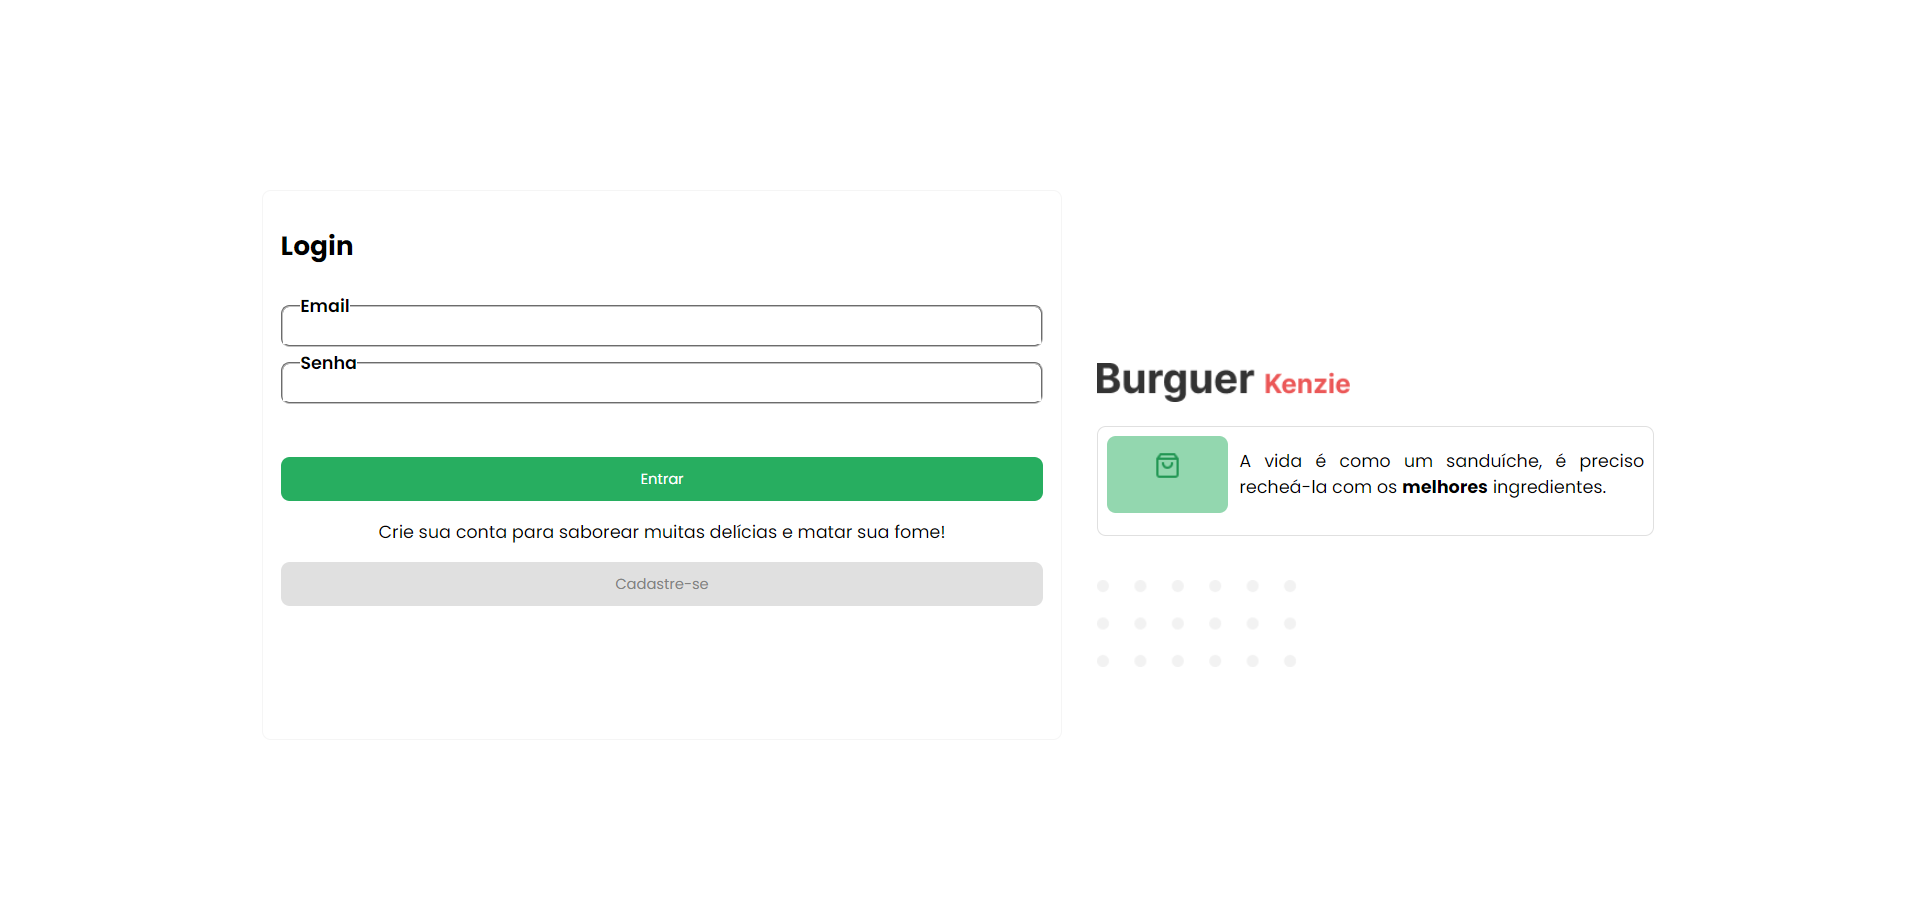 Login
Email
Senha
Entrar
Crie sua conta para saborear muitas delícias e matar sua fome!
Cadastre-se
Burguer Kenzie
A vida é como um sanduíche, é preciso
recheá-la com os melhores ingredientes.